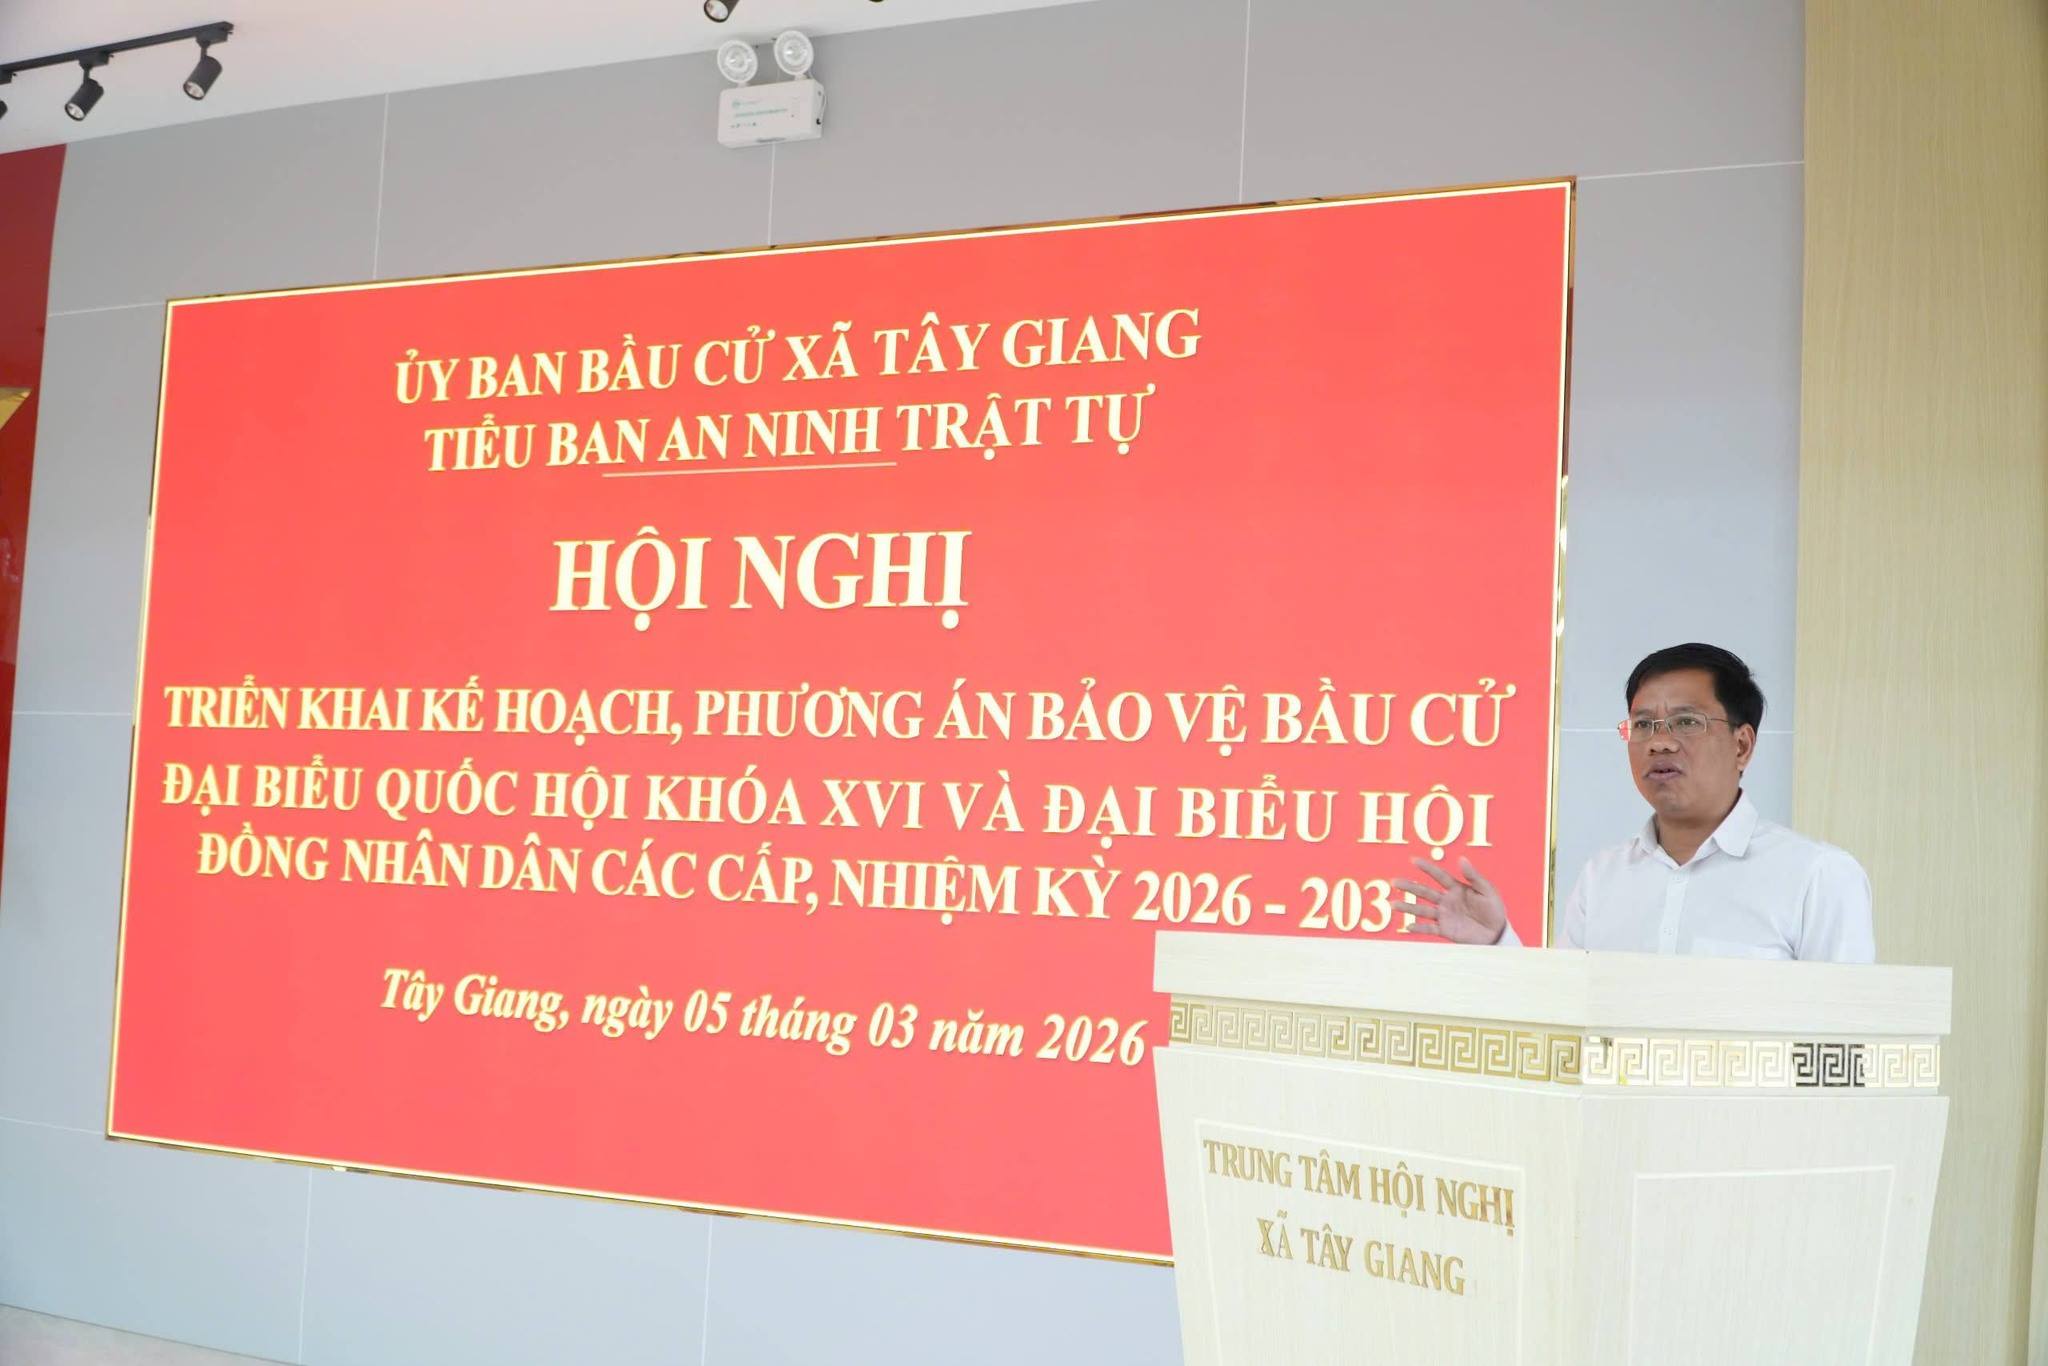 ỦY BAN BẦU CỬ XÃ TÂY GIANG
TIỂU BAN AN NINH TRẬT TỰ
HỘI NGHỊ
TRIỂN KHAI KẾ HOẠCH, PHƯƠNG ÁN BẢO VỆ BẦU CỬ
ĐẠI BIỂU QUỐC HỘI KHÓA XVI VÀ ĐẠI BIỂU HỘI
ĐỒNG NHÂN DÂN CÁC CẤP, NHIỆM KỲ 2026 - 2031
Tây Giang, ngày 05 tháng 03 năm 2026
TRUNG TÂM HỘI NGHỊ
XÃ TÂY GIANG